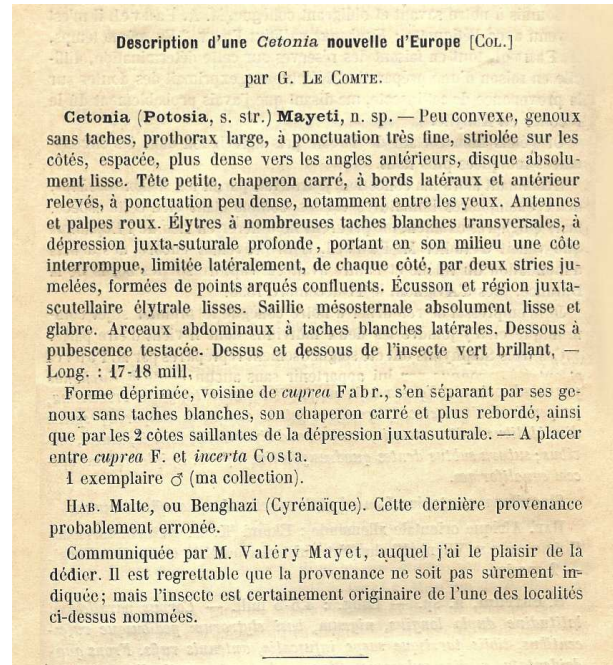 Description d'une Cetonia nouvelle d'Europe [COL.]
par G. LE COMTE.
Cetonia (Potosia, s. str.) Mayeti, n. sp. — Peu convexe, genoux
sans taches, prothorax large, à ponctuation très fine, striolée sur les
côtés, espacée, plus dense vers les angles antérieurs, disque absolu-
ment lisse. Tête petite, chaperon carré, à bords latéraux et antérieur
relevés, à ponctuation peu dense, notamment entre les yeux. Antennes
et palpes roux. Élytres à nombreuses taches blanches transversales, à
dépression juxta-suturale profonde, portant en son milieu une côte
interrompue, limitée latéralement, de chaque côté, par deux stries ju-
melées, formées de points arqués confluents. Écusson et région juxta-
scutellaire élytrale lisses. Saillie mésosternale absolument lisse et
glabre. Arceaux abdominaux à taches blanches latérales. Dessous à
pubescence testacée. Dessus et dessous de l'insecte vert brillant, —
Long. : 17-18 mill.
Forme déprimée, voisine de cuprea Fabr., s'en séparant par ses ge-
noux sans taches blanches, son chaperon carré et plus rebordé, ainsi
que par les 2 côtes saillantes de la dépression juxtasuturale. — A placer
entre cuprea F. et incerta Costa.
1 exemplaire ♂ (ma collection).
HAB. Malte, ou Benghazi (Cyrénaïque). Cette dernière provenance
probablement erronée.
Communiquée par M. Valéry Mayet, auquel j'ai le plaisir de la
dédier. Il est regrettable que la provenance ne soit pas sûrement in-
diquée; mais l'insecte est certainement originaire de l'une des localités
ci-dessus nommées.